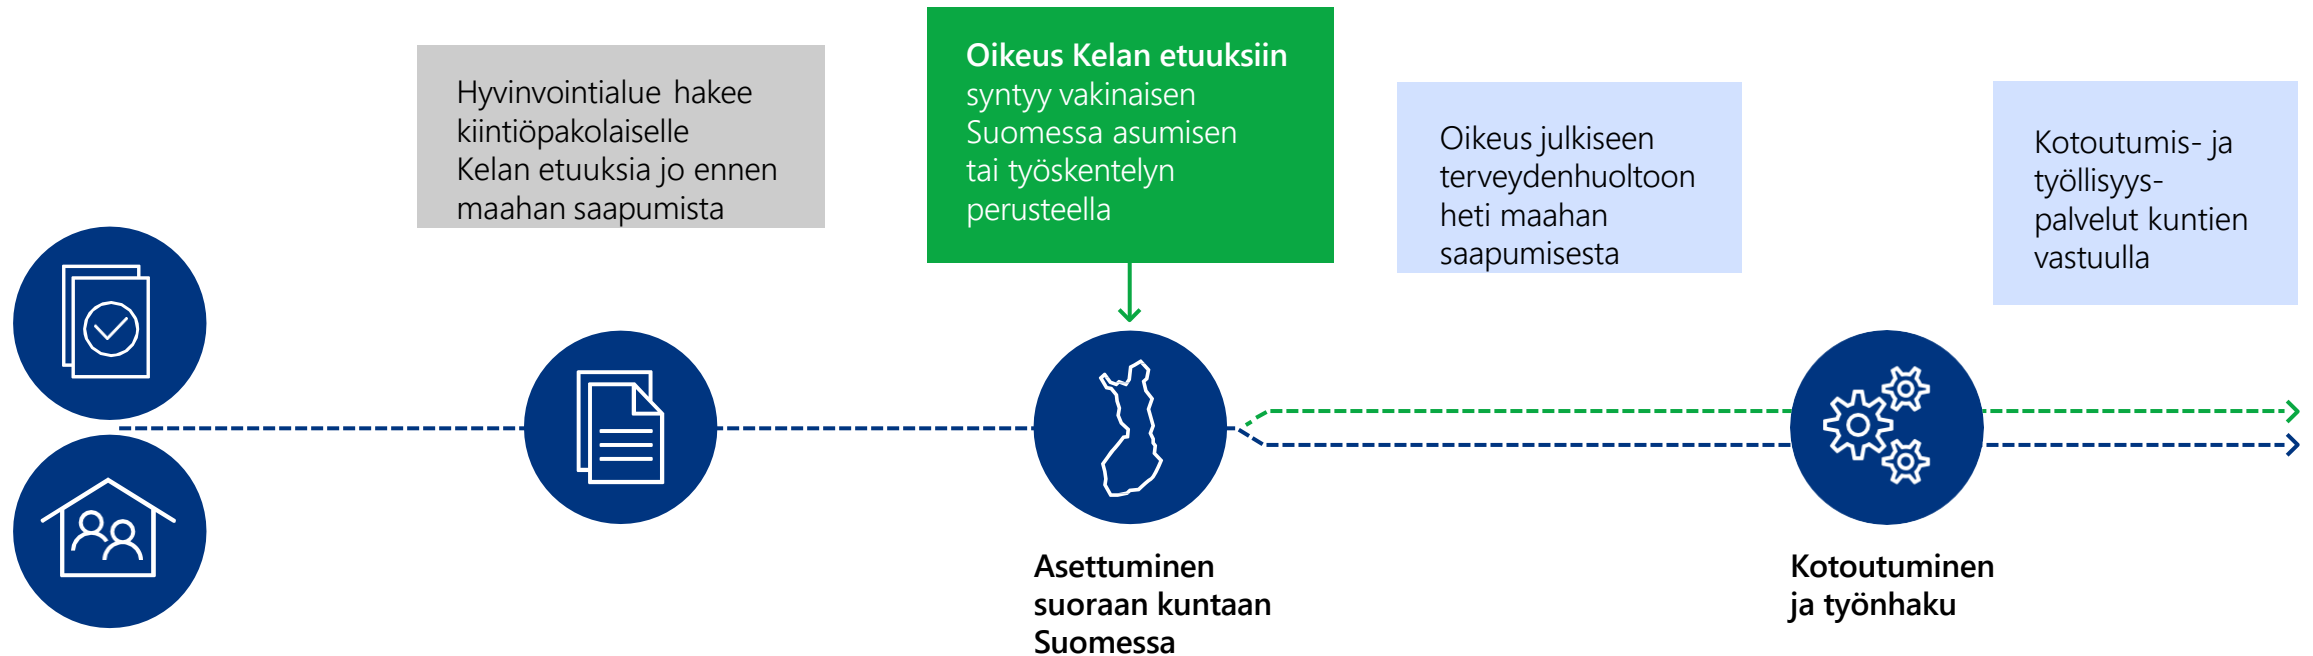 Hyvinvointialue hakee
kiintiöpakolaiselle
Kelan etuuksia jo ennen
maahan saapumista
Oikeus Kelan etuuksiin
syntyy vakinaisen
Suomessa asumisen
tai työskentelyn
perusteella
Oikeus julkiseen
terveydenhuoltoon
heti maahan
saapumisesta
Kotoutumis- ja
työllisyys-
palvelut kuntien
vastuulla
Asettuminen
suoraan kuntaan
Suomessa
Kotoutuminen
ja työnhaku